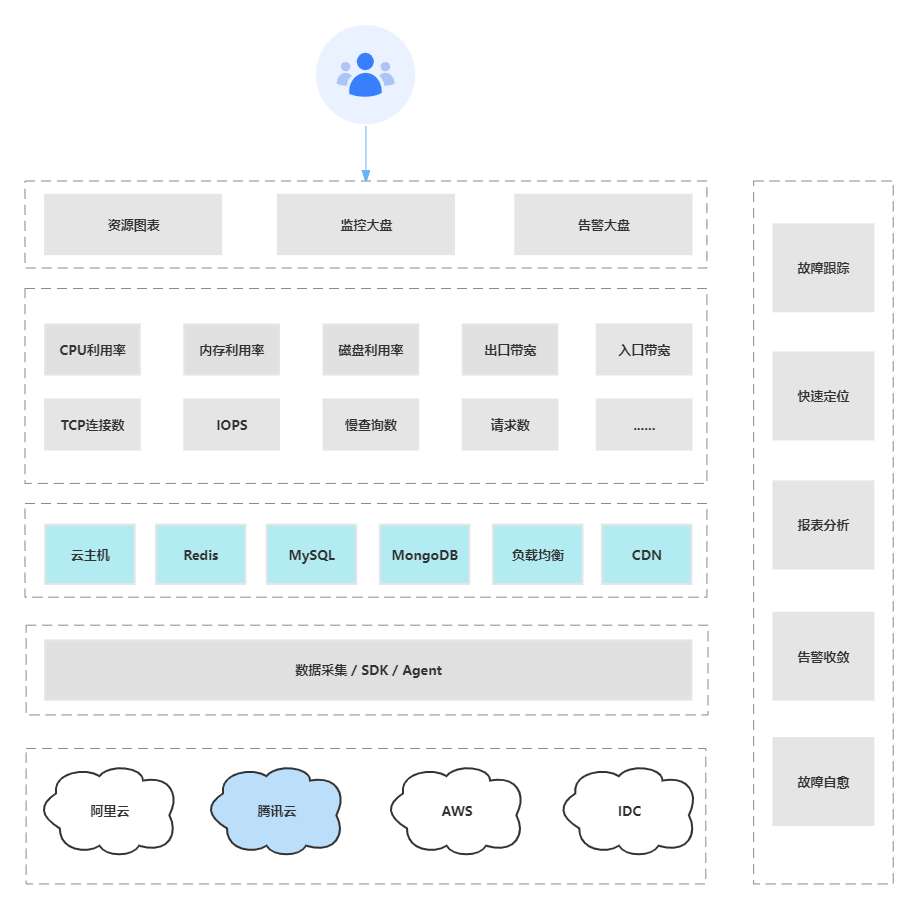 资源图表
监控大盘
告警大盘
CPU利用率
内存利用率
磁盘利用率
出口带宽
入口带宽
TCP连接数
IOPS
慢查询数
请求数
......
云主机
Redis
MySQL
MongoDB
负载均衡
CDN
数据采集 / SDK / Agent
阿里云
腾讯云
AWS
IDC
故障跟踪
快速定位
报表分析
告警收敛
故障自愈